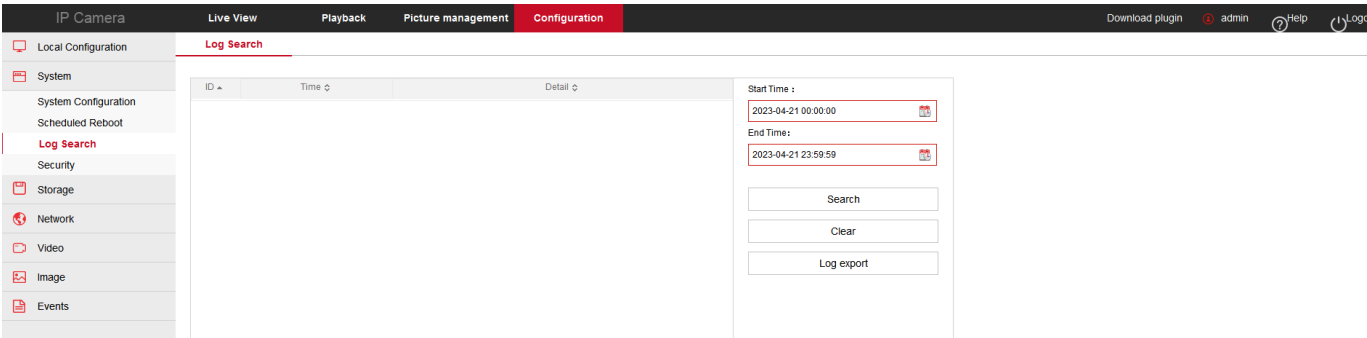 IP Camera Live View Playback Picture management Configuration Download plugin admin Help Logo
Local Configuration
System
System Configuration
Scheduled Reboot
Log Search
Security
Storage
Network
Video
Image
Events
Log Search
ID Time Detail
Start Time :
2023-04-21 00:00:00
End Time:
2023-04-21 23:59:59
Search
Clear
Log export